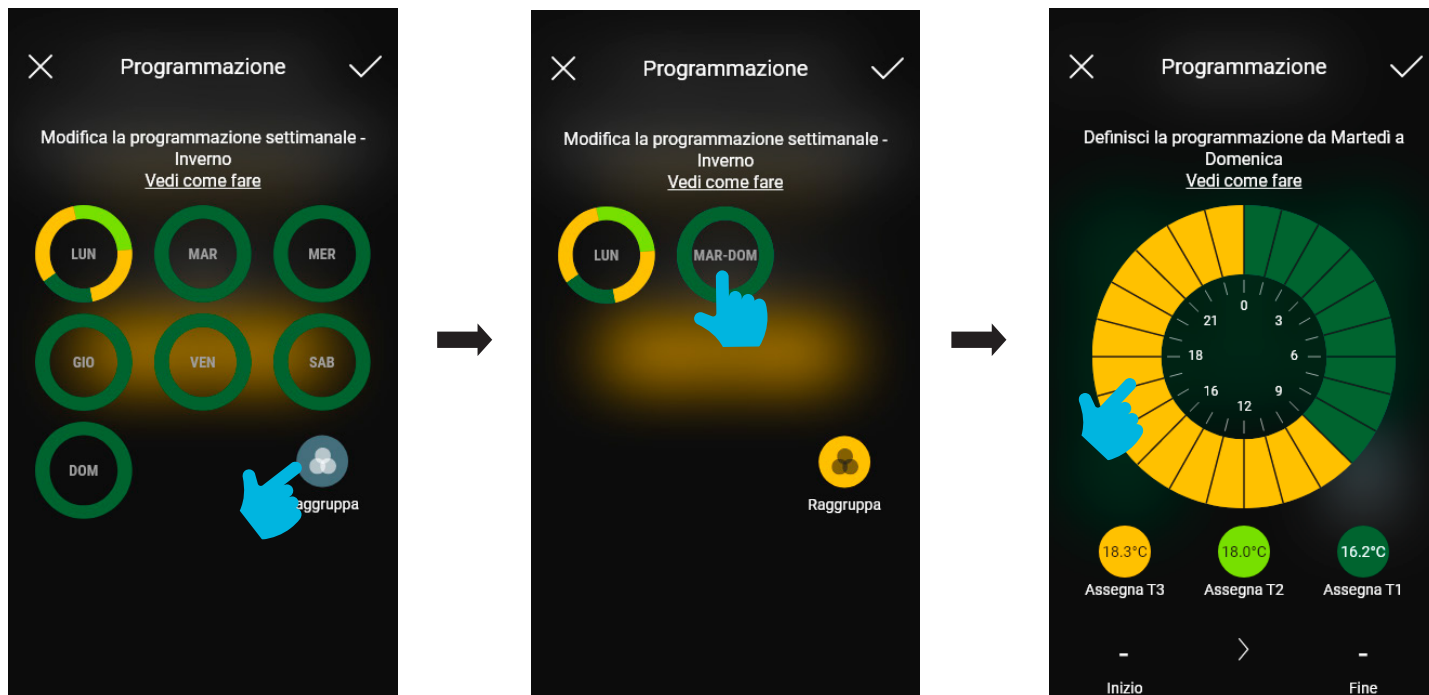 Programmazione
Modifica la programmazione settimanale -
Inverno
Vedi come fare
LUN
MAR
MER
GIO
VEN
SAB
DOM
aggruppa
Programmazione
Modifica la programmazione settimanale -
Inverno
Vedi come fare
LUN
MAR-DOM
Raggruppa
Programmazione
Definisci la programmazione da Martedì a
Domenica
Vedi come fare
0
21
3
18
6
16
9
12
18.3°C
18.0°C
16.2°C
Assegna T3
Assegna T2
Assegna T1
-
-
Inizio
Fine